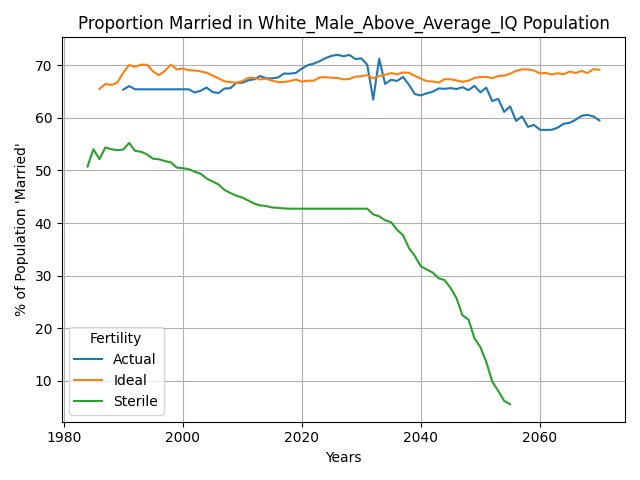 Proportion Married in White_Male_Above_Average_IQ Population
% of Population 'Married'
70
60
50
40
30
20
10
Fertility
Actual
Ideal
Sterile
1980
2000
2020
2040
2060
Years